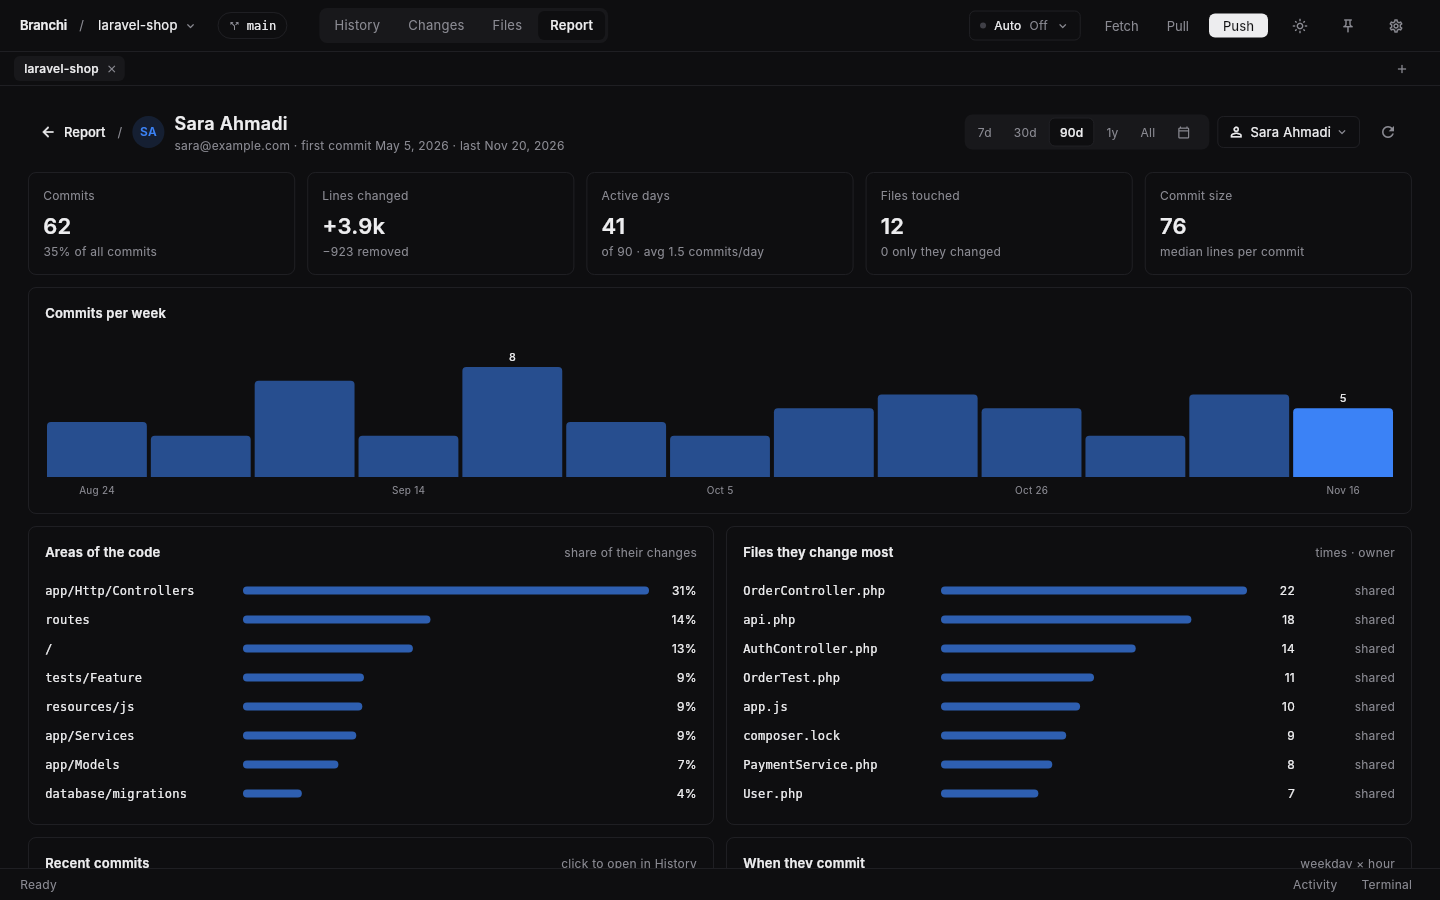 Branchi / laravel-shop main History Changes Files Report Auto Off Fetch Pull Push
laravel-shop × +
← Report / SA Sara Ahmadi 7d 30d 90d 1y All Sara Ahmadi
sara@example.com · first commit May 5, 2026 · last Nov 20, 2026
Commits
62
35% of all commits
Lines changed
+3.9k
−923 removed
Active days
41
of 90 · avg 1.5 commits/day
Files touched
12
0 only they changed
Commit size
76
median lines per commit
Commits per week
8
5
Aug 24 Sep 14 Oct 5 Oct 26 Nov 16
Areas of the code share of their changes
app/Http/Controllers 31%
routes 14%
/ 13%
tests/Feature 9%
resources/js 9%
app/Services 9%
app/Models 7%
database/migrations 4%
Files they change most times · owner
OrderController.php 22 shared
api.php 18 shared
AuthController.php 14 shared
OrderTest.php 11 shared
app.js 10 shared
composer.lock 9 shared
PaymentService.php 8 shared
User.php 7 shared
Recent commits click to open in History
When they commit weekday × hour
Ready Activity Terminal